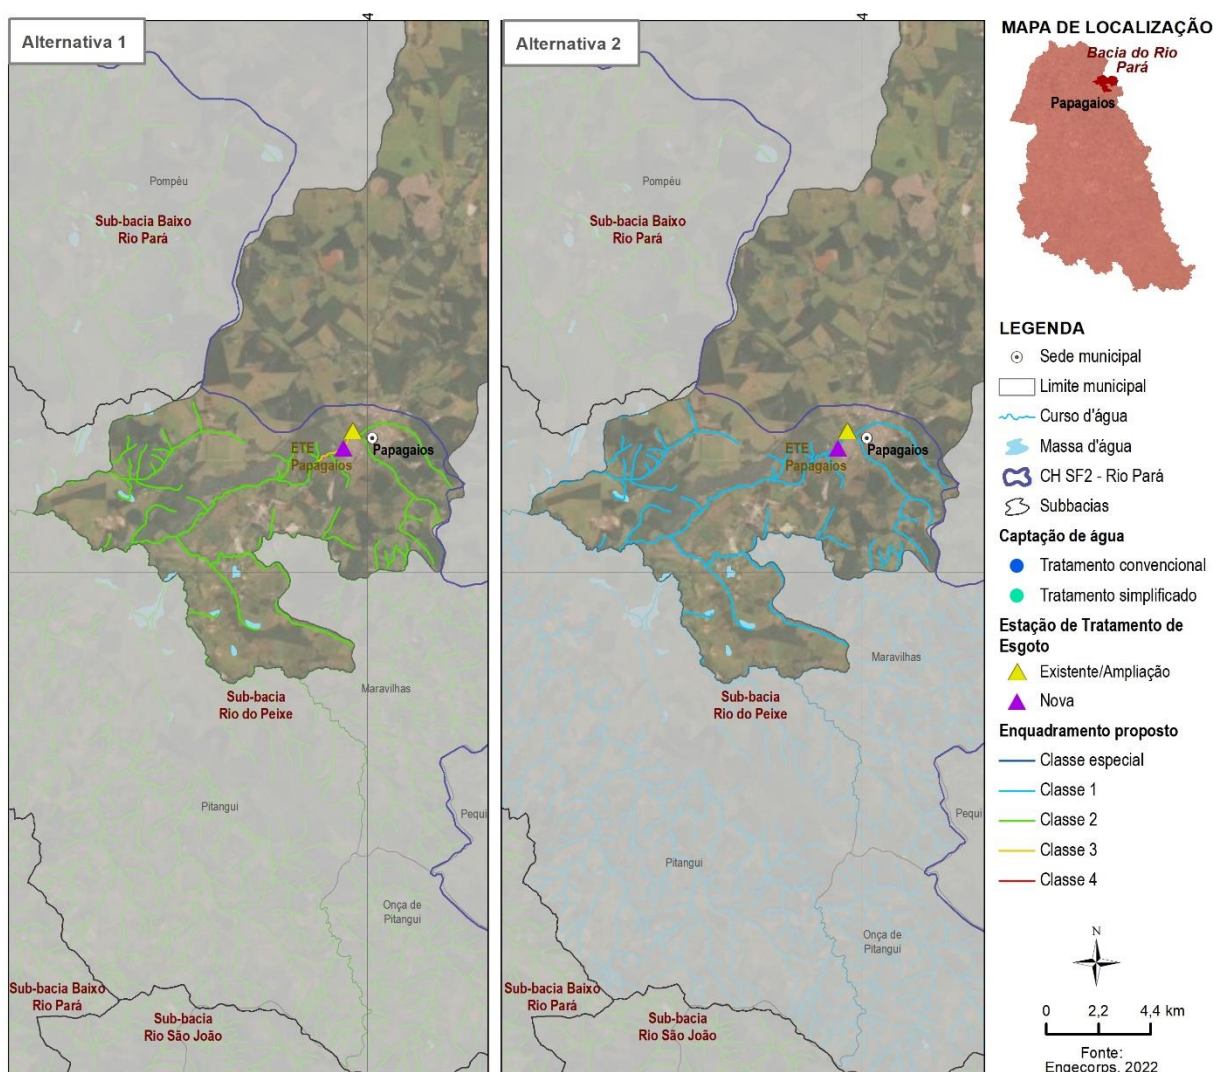 Alternativa 1
4
Pompéu
Sub-bacia Baixo
Rio Pará
ETE
Papagaios
Papagaios
Maravilhas
Sub-bacia
Rio do Peixe
Pitangui
Pequi
Onça de
Pitangui
Sub-bacia Baixo
Rio Pará
Sub-bacia
Rio São João
Alternativa 2
4
Pompéu
Sub-bacia Baixo
Rio Pará
ETE
Papagaios
Papagaios
Maravilhas
Sub-bacia
Rio do Peixe
Pequi
Pitangui
Onça de
Pitangui
Sub-bacia Baixo
Rio Pará
Sub-bacia
Rio São João
MAPA DE LOCALIZAÇÃO
Bacia do Rio
Pará
Papagaios
LEGENDA
Sede municipal
Limite municipal
Curso d'água
Massa d'água
CH SF2 - Rio Pará
Subbacias
Captação de água
Tratamento convencional
Tratamento simplificado
Estação de Tratamento de
Esgoto
Existente/Ampliação
Nova
Enquadramento proposto
Classe especial
Classe 1
Classe 2
Classe 3
Classe 4
N
0 2,2 4,4 km
Fonte:
Engecorps, 2022